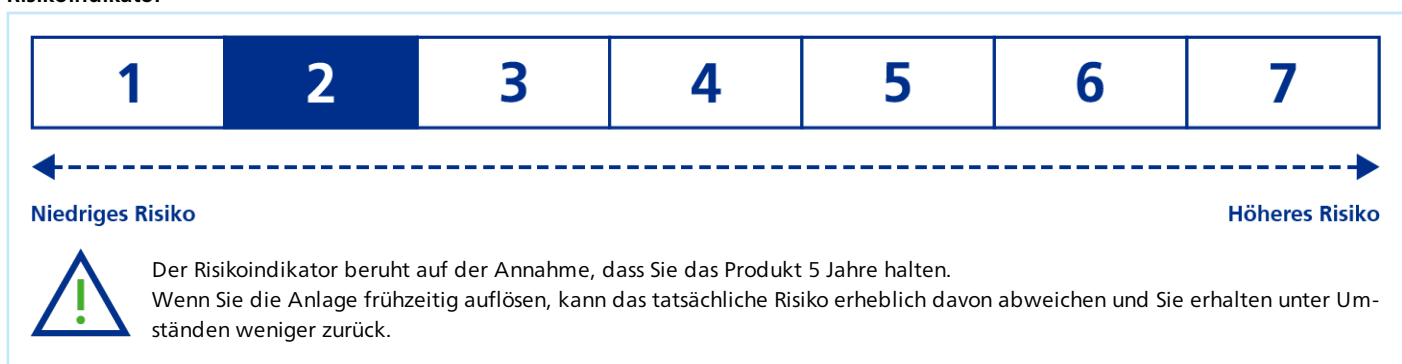 Risikoindikator
1 2 3 4 5 6 7
Niedriges Risiko Höheres Risiko
!
Der Risikoindikator beruht auf der Annahme, dass Sie das Produkt 5 Jahre halten.
Wenn Sie die Anlage frühzeitig auflösen, kann das tatsächliche Risiko erheblich davon abweichen und Sie erhalten unter Um-
ständen weniger zurück.